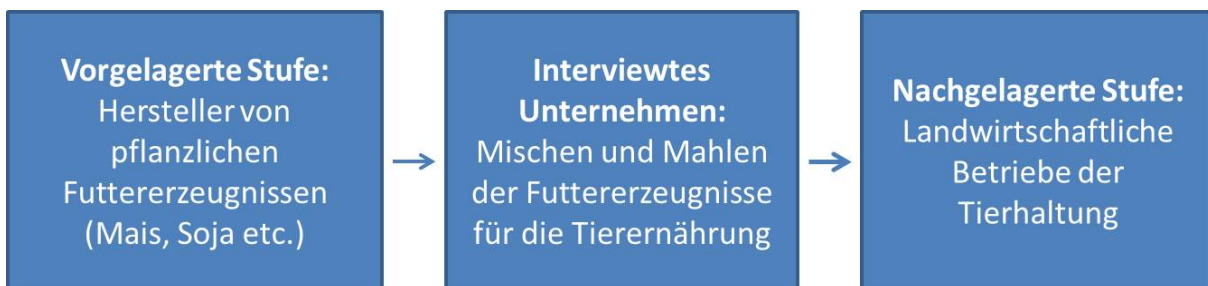 Vorgelagerte Stufe:
Hersteller von
pflanzlichen
Futtererzeugnissen
(Mais, Soja etc.)
Interviewtes
Unternehmen:
Mischen und Mahlen
der Futtererzeugnisse
für die Tierernährung
Nachgelagerte Stufe:
Landwirtschaftliche
Betriebe der
Tierhaltung